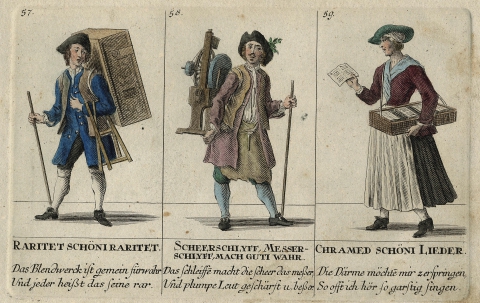 57.
58.
59.
RARITET SCHÖNI RARITET.
SCHEERSCHLYFF, MESSER-
SCHLYFF, MACH GUTI WAHR.
CHRAMED SCHÖNI LIEDER.
Das Blendwerck ist gemein fürwahr
Und jeder heißt das seine rar.
Das schleiffe macht die scheer das meßer,
Und plumpe Leut geschürst u. beßer
Die Därme möchte mir zerspringen
So offt ich hör so garstig singen.